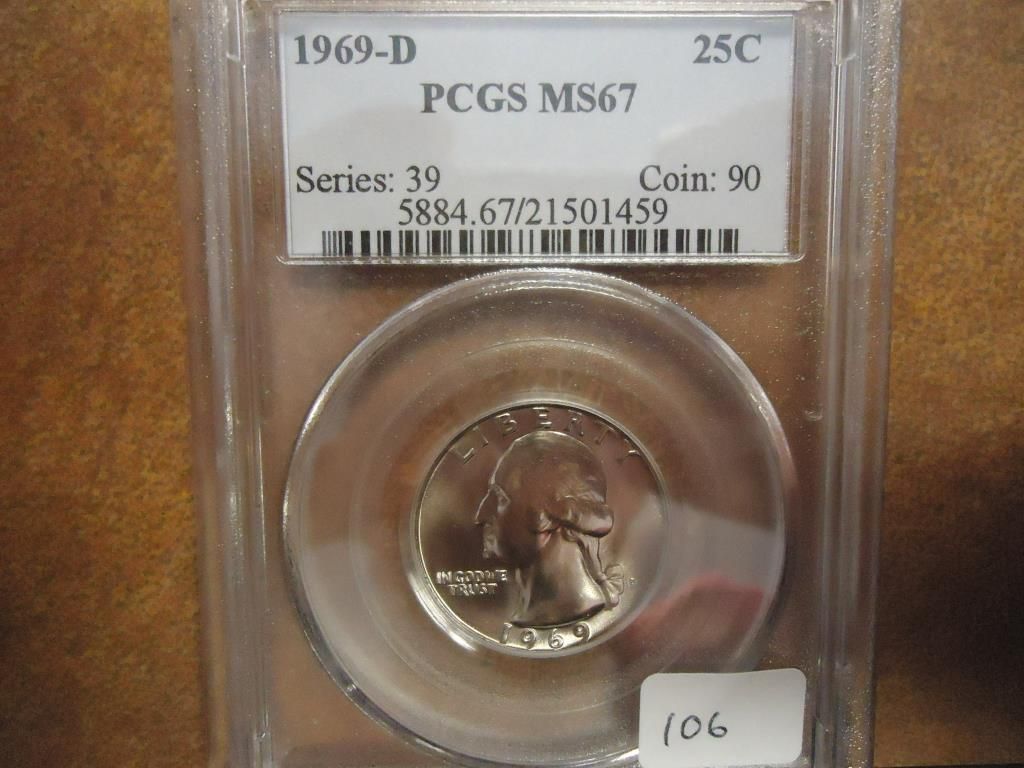 1969-D 25C
PCGS MS67
Series: 39 Coin: 90
5884.67/21501459
LIBERTY
IN GOD WE
TRUST
D
1969
106